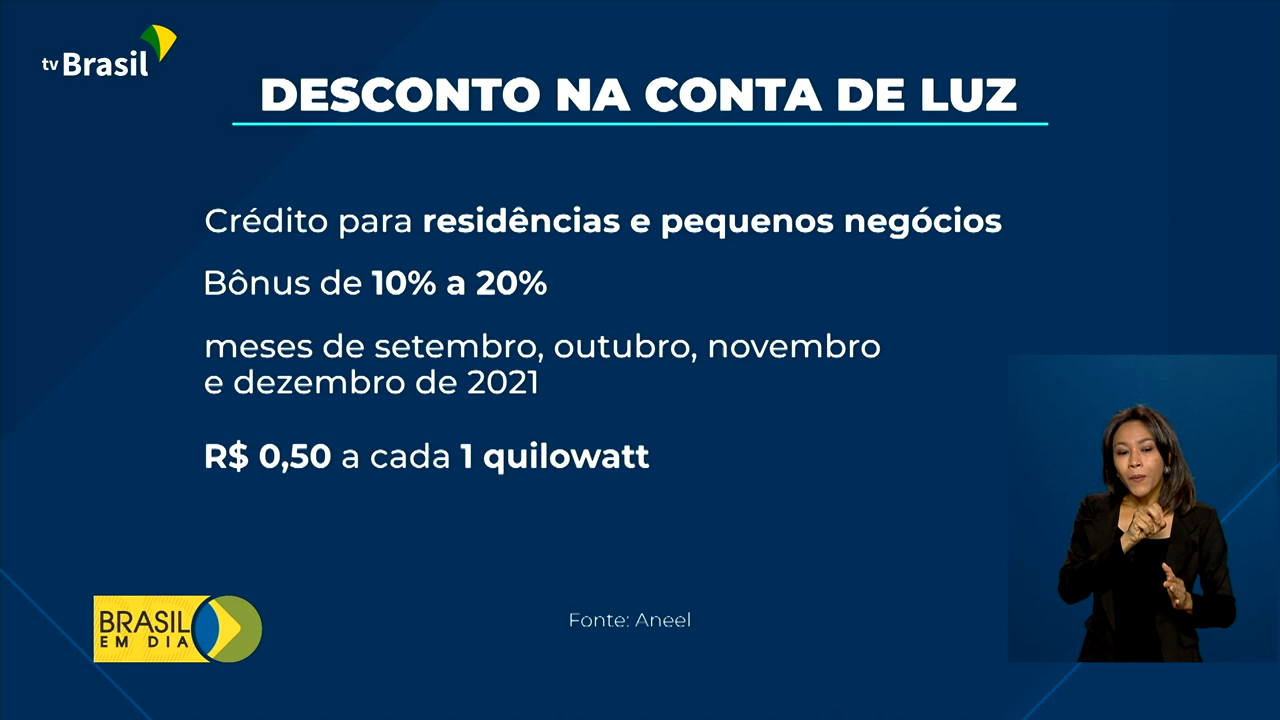 tv Brasil
DESCONTO NA CONTA DE LUZ
Crédito para residências e pequenos negócios
Bônus de 10% a 20%
meses de setembro, outubro, novembro
e dezembro de 2021
R$ 0,50 a cada 1 quilowatt
BRASIL
EM DIA
Fonte: Aneel